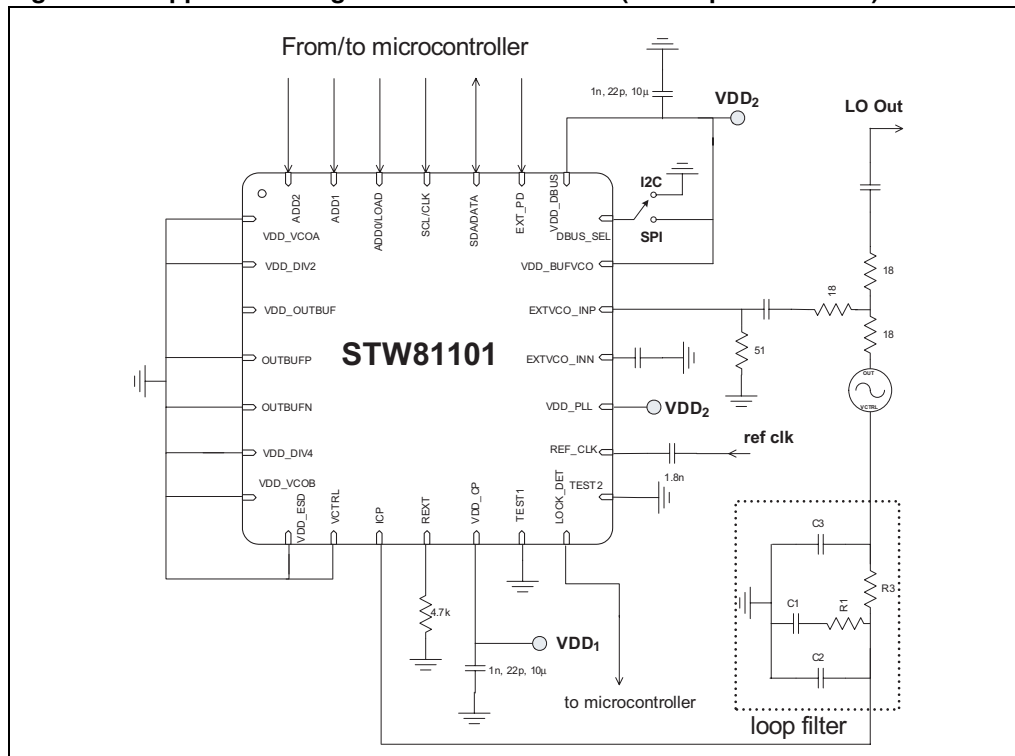 From/to microcontroller
1n, 22p, 10µ
VDD2
LO Out
ADD2
ADD1
ADD0/LOAD
SCL/CLK
SDA/DATA
EXT_PD
VDD_DBUS
I2C
SPI
DBUS_SEL
VDD_VCOA
VDD_DIV2
VDD_BUFVCO
18
18
18
VDD_OUTBUF
EXTVCO_INP
STW81101
51
OUTBUFP
EXTVCO_INN
OUT
VCTRL
OUTBUFN
VDD_PLL
VDD2
VDD_DIV4
REF_CLK
ref clk
1.8n
VDD_VCOB
TEST2
VDD_ESD
VCTRL
ICP
REXT
VDD_CP
TEST1
LOCK_DET
C3
R3
C1
R1
C2
4.7k
VDD1
1n, 22p, 10µ
to microcontroller
loop filter